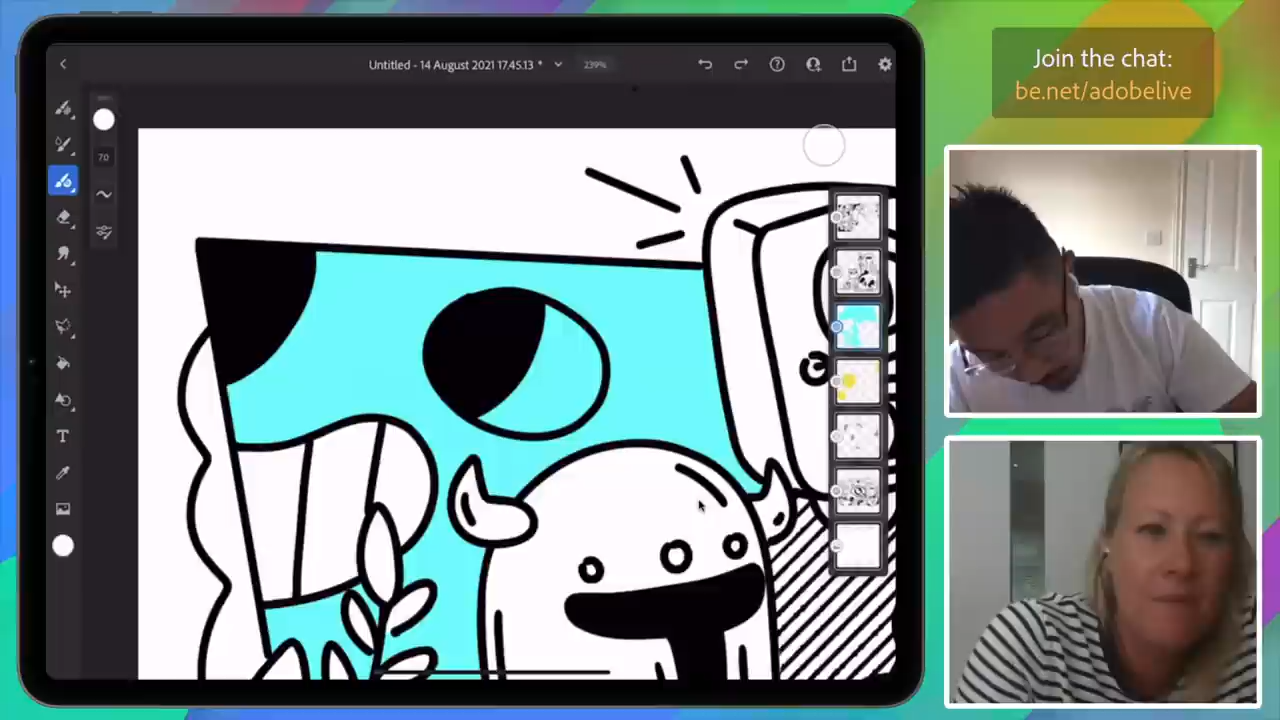 Untitled - 14 August 2021 17.45.13 *
239%
70
T
Join the chat:
be.net/adobelive